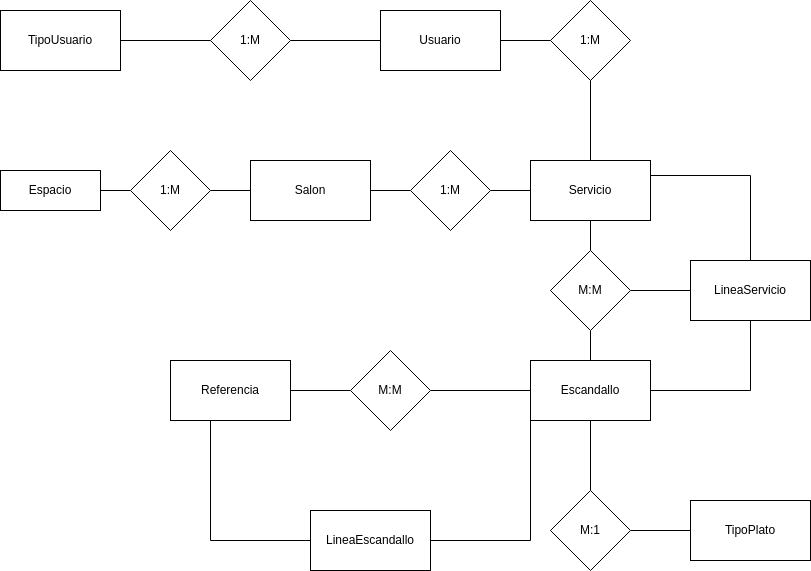 TipoUsuario
1:M
Usuario
1:M
Espacio
1:M
Salon
1:M
Servicio
M:M
LineaServicio
Referencia
M:M
Escandallo
LineaEscandallo
M:1
TipoPlato